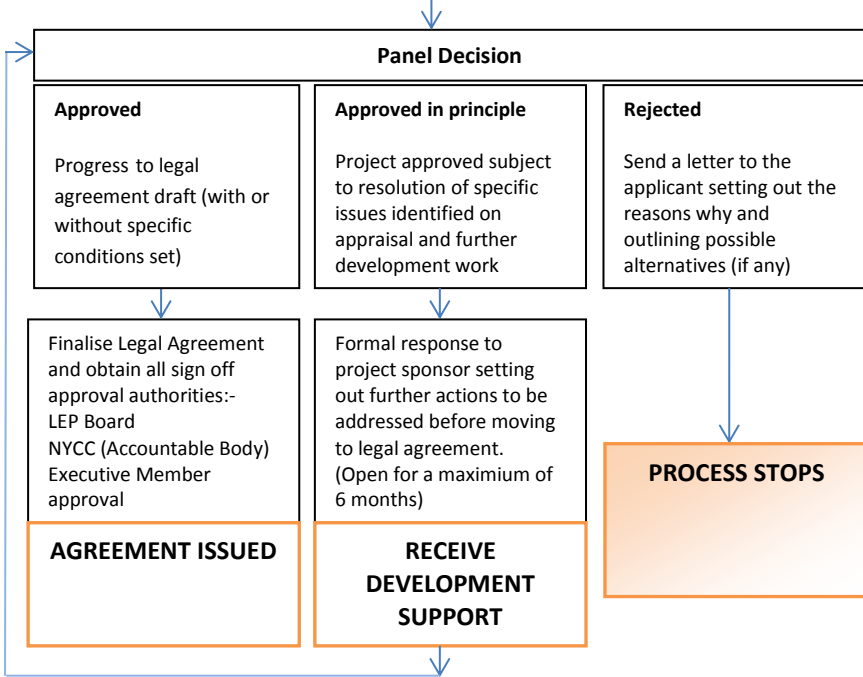 Panel Decision
Approved
Progress to legal
agreement draft (with or
without specific
conditions set)
Approved in principle
Project approved subject
to resolution of specific
issues identified on
appraisal and further
development work
Rejected
Send a letter to the
applicant setting out the
reasons why and
outlining possible
alternatives (if any)
Finalise Legal Agreement
and obtain all sign off
approval authorities:-
LEP Board
NYCC (Accountable Body)
Executive Member
approval
Formal response to
project sponsor setting
out further actions to be
addressed before moving
to legal agreement.
(Open for a maximium of
6 months)
PROCESS STOPS
AGREEMENT ISSUED
RECEIVE
DEVELOPMENT
SUPPORT